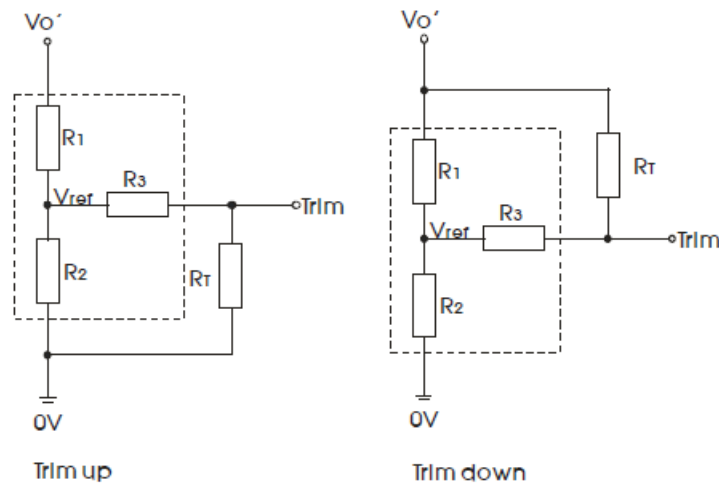 Vo'
R1
Vref
R3
Trim
R2
RT
0V
Trim up
Vo'
R1
RT
Vref
R3
Trim
R2
0V
Trim down